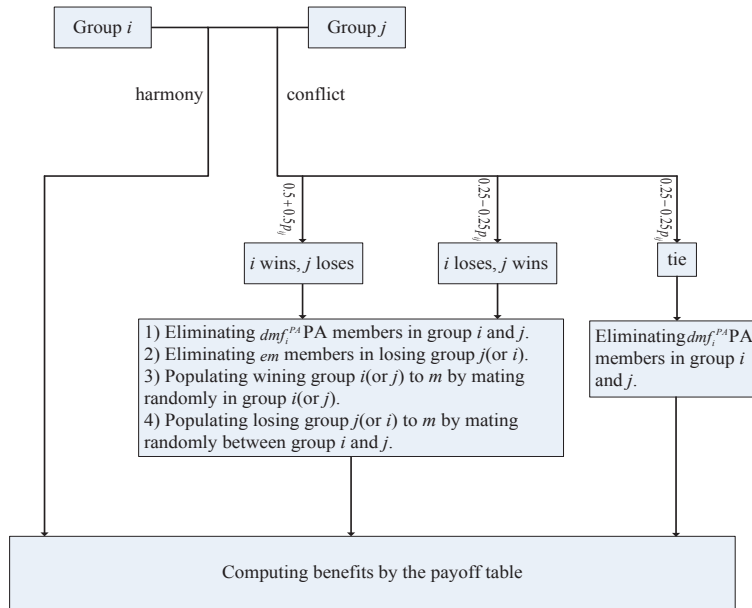 Group i
Group j
harmony
conflict
0.5+0.5p_ij
0.25−0.25p_ij
0.25−0.25p_ij
i wins, j loses
i loses, j wins
tie
1) Eliminating dmf_i^PA PA members in group i and j.
2) Eliminating em members in losing group j(or i).
3) Populating wining group i(or j) to m by mating
randomly in group i(or j).
4) Populating losing group j(or i) to m by mating
randomly between group i and j.
Eliminating dmf_i^PA PA
members in group i
and j.
Computing benefits by the payoff table